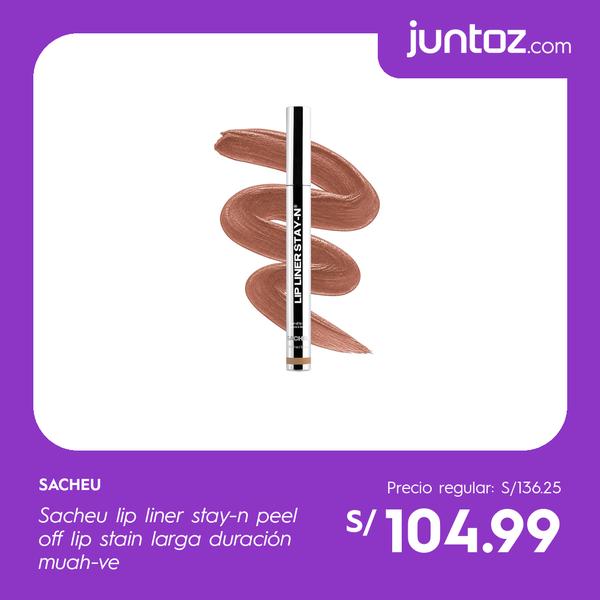 juntoz.com
LIP LINER STAY-N®
SACHEU
Sacheu lip liner stay-n peel
off lip stain larga duración
muah-ve
Precio regular: S/136.25
S/ 104.99